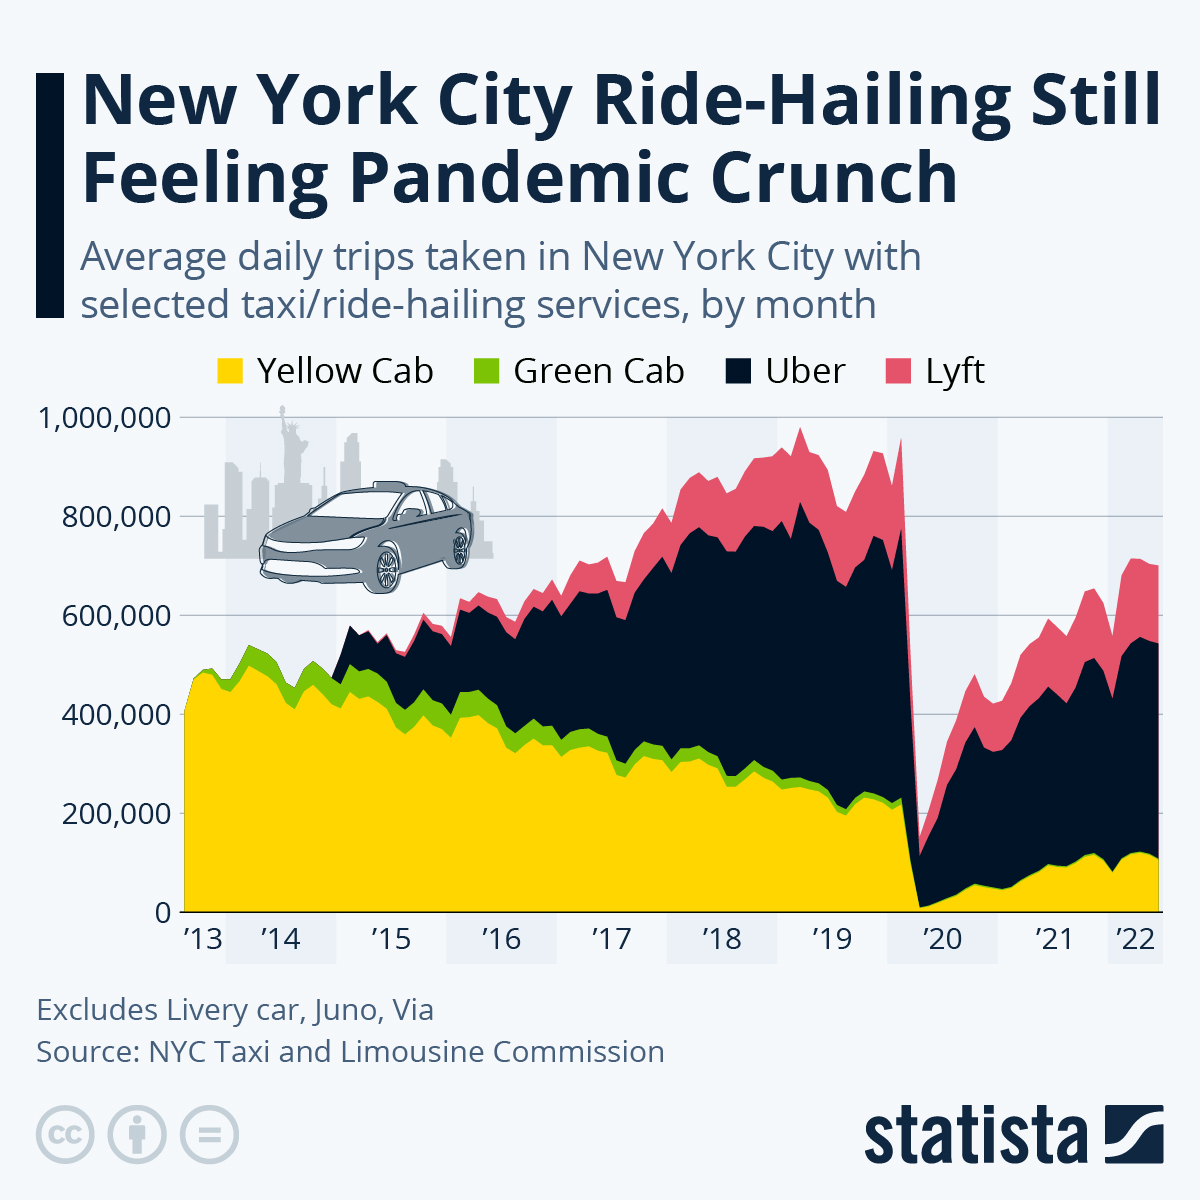 New York City Ride-Hailing Still
Feeling Pandemic Crunch
Average daily trips taken in New York City with
selected taxi/ride-hailing services, by month
Yellow Cab Green Cab Uber Lyft
1,000,000
800,000
600,000
400,000
200,000
0
’13 ’14 ’15 ’16 ’17 ’18 ’19 ’20 ’21 ’22
Excludes Livery car, Juno, Via
Source: NYC Taxi and Limousine Commission
cc
statista